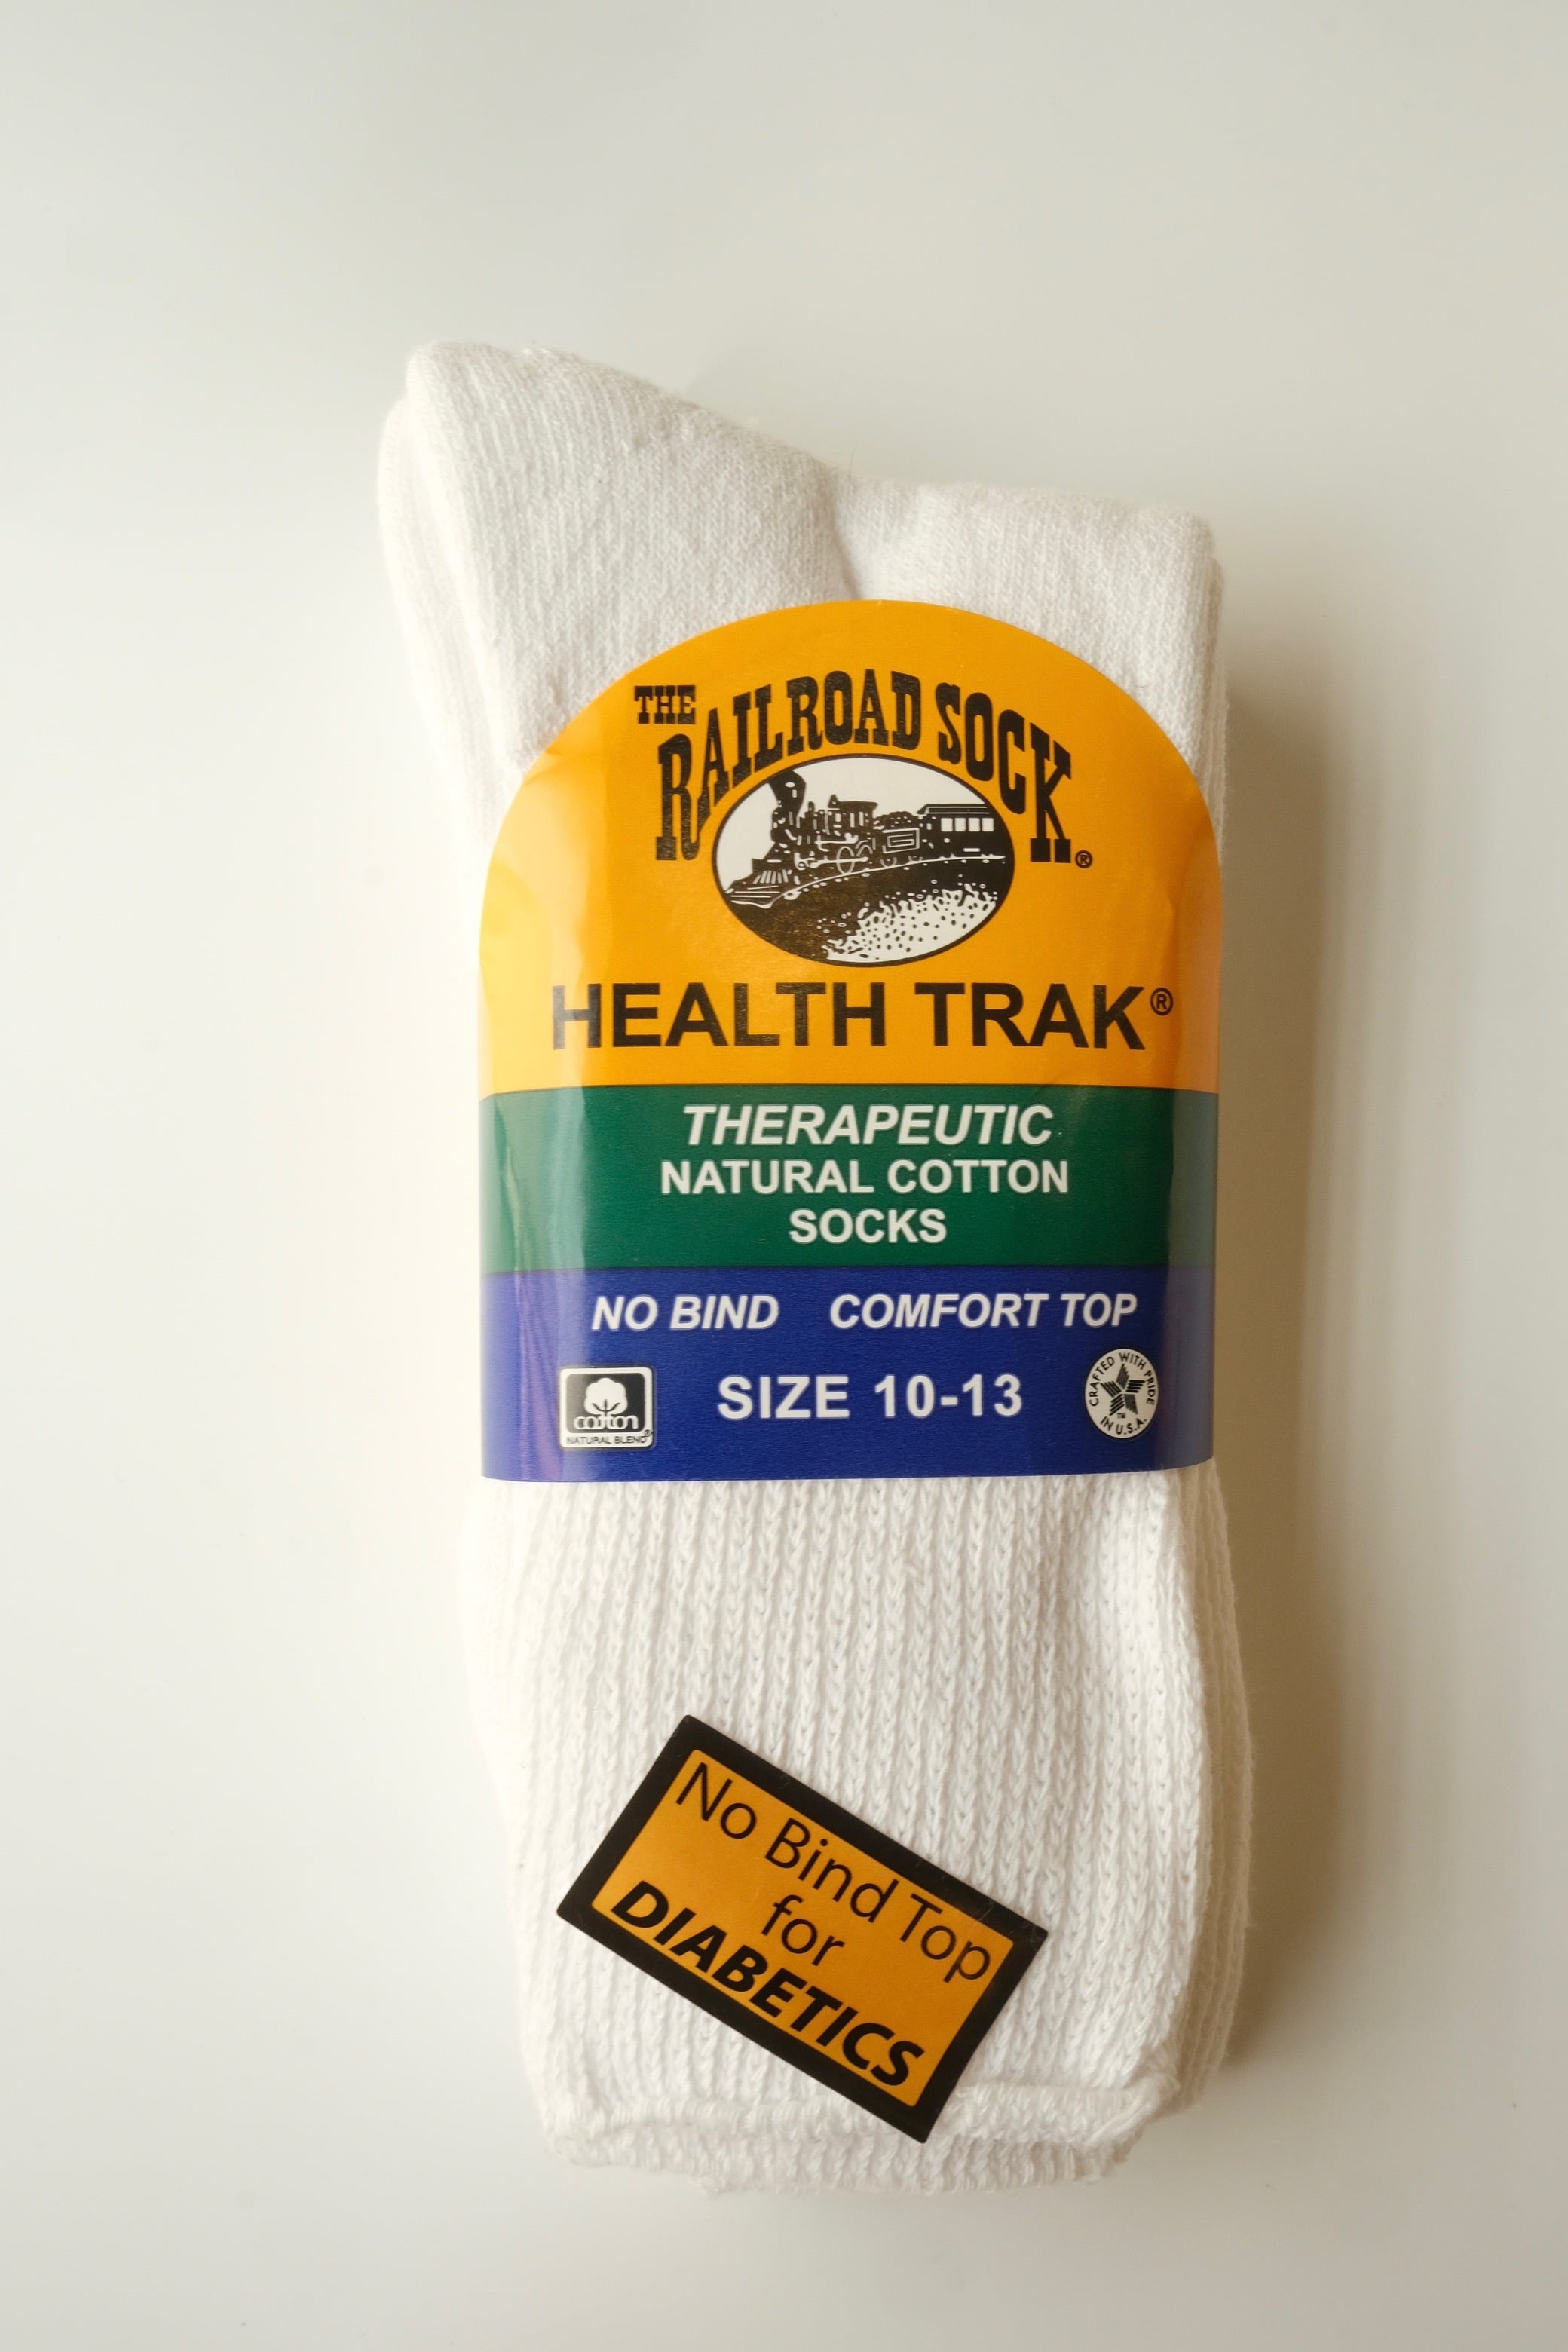 THE
RAILROAD SOCK®
HEALTH TRAK®
THERAPEUTIC
NATURAL COTTON
SOCKS
NO BIND COMFORT TOP
SIZE 10-13
cotton®
NATURAL BLEND
CRAFTED WITH PRIDE
IN U.S.A.
TM
No Bind Top
for
DIABETICS